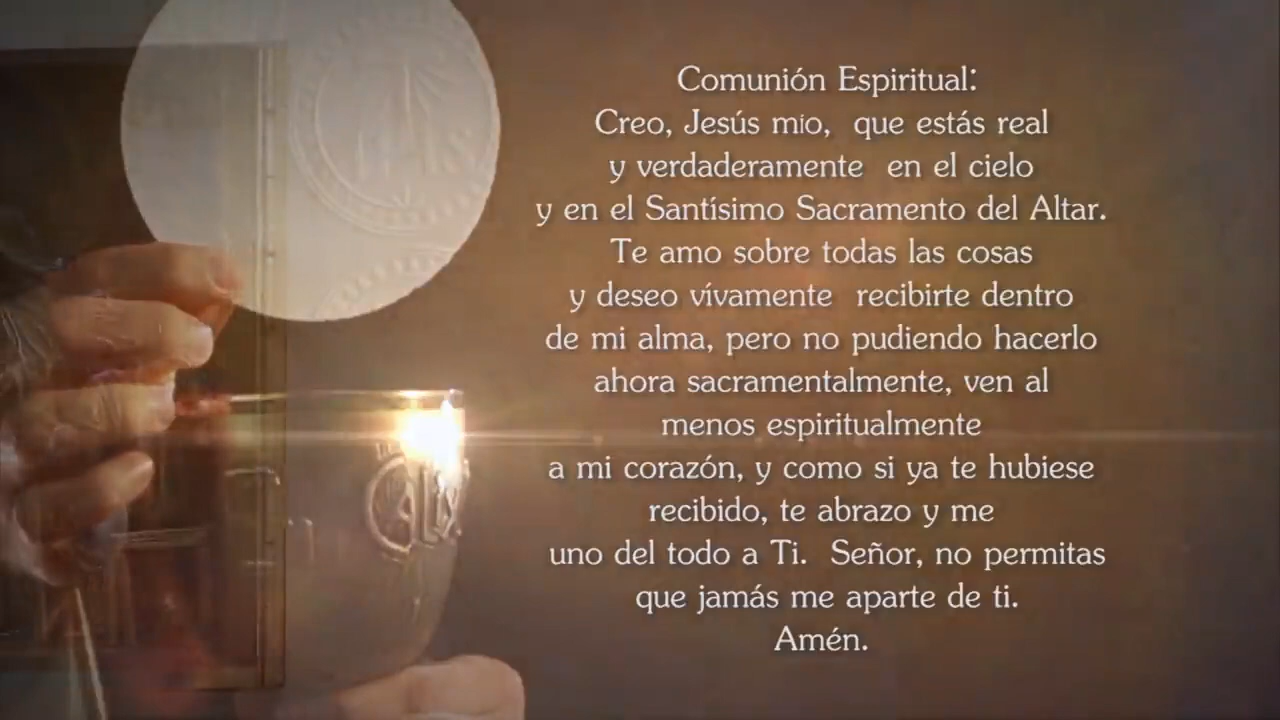 Comunión Espiritual:
Creo, Jesús mío, que estás real
y verdaderamente en el cielo
y en el Santísimo Sacramento del Altar.
Te amo sobre todas las cosas
y deseo vívamente recibirte dentro
de mi alma, pero no pudiendo hacerlo
ahora sacramentalmente, ven al
menos espiritualmente
a mi corazón, y como si ya te hubiese
recibido, te abrazo y me
uno del todo a Ti. Señor, no permitas
que jamás me aparte de ti.
Amén.